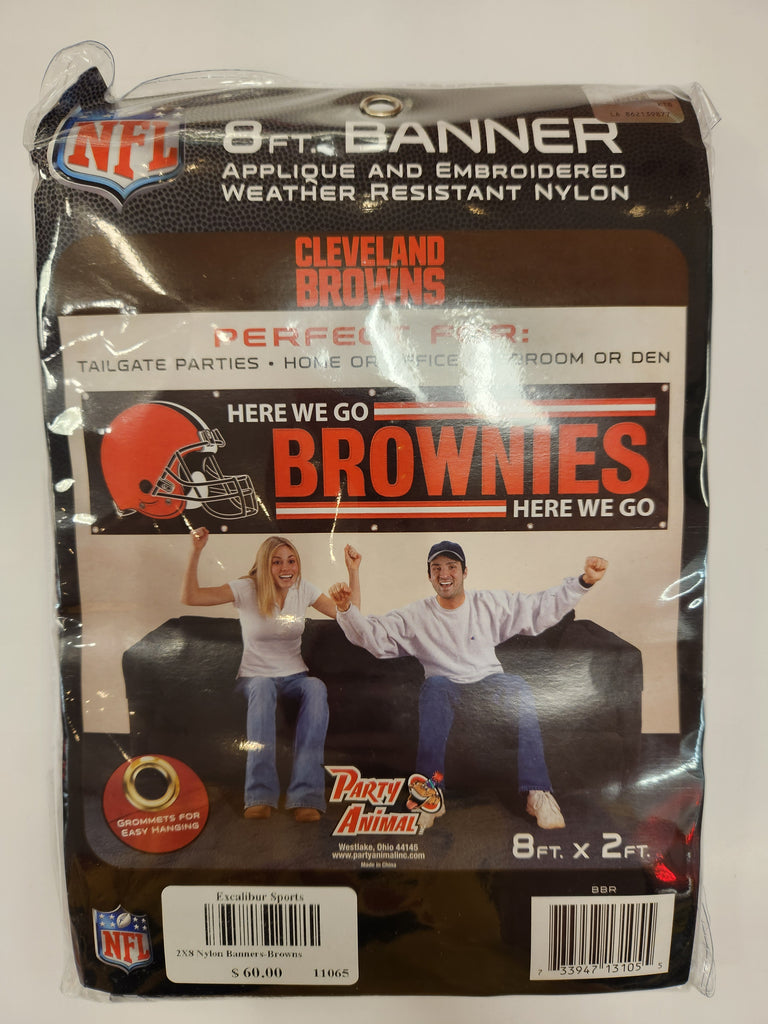 NFL
8FT. BANNER
APPLIQUE AND EMBROIDERED
WEATHER RESISTANT NYLON
CLEVELAND
BROWNS
PERFECT FOR:
TAILGATE PARTIES • HOME OR OFFICE ROOM OR DEN
HERE WE GO
BROWNIES
HERE WE GO
GROMMETS FOR
EASY HANGING
PARTY
ANIMAL
Westlake, Ohio 44145
www.partyanimalinc.com
Made in China
8FT. X 2FT.
BBR
NFL
Excalibur Sports
2X8 Nylon Banners-Browns
$ 60.00 11065
7 33947 13105 5